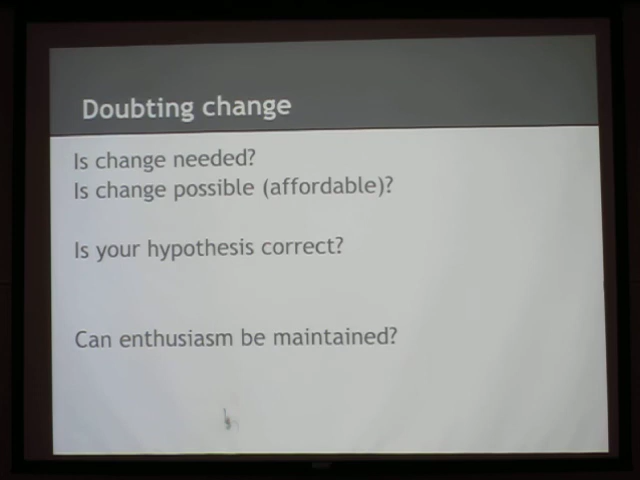 Doubting change
Is change needed?
Is change possible (affordable)?
Is your hypothesis correct?
Can enthusiasm be maintained?